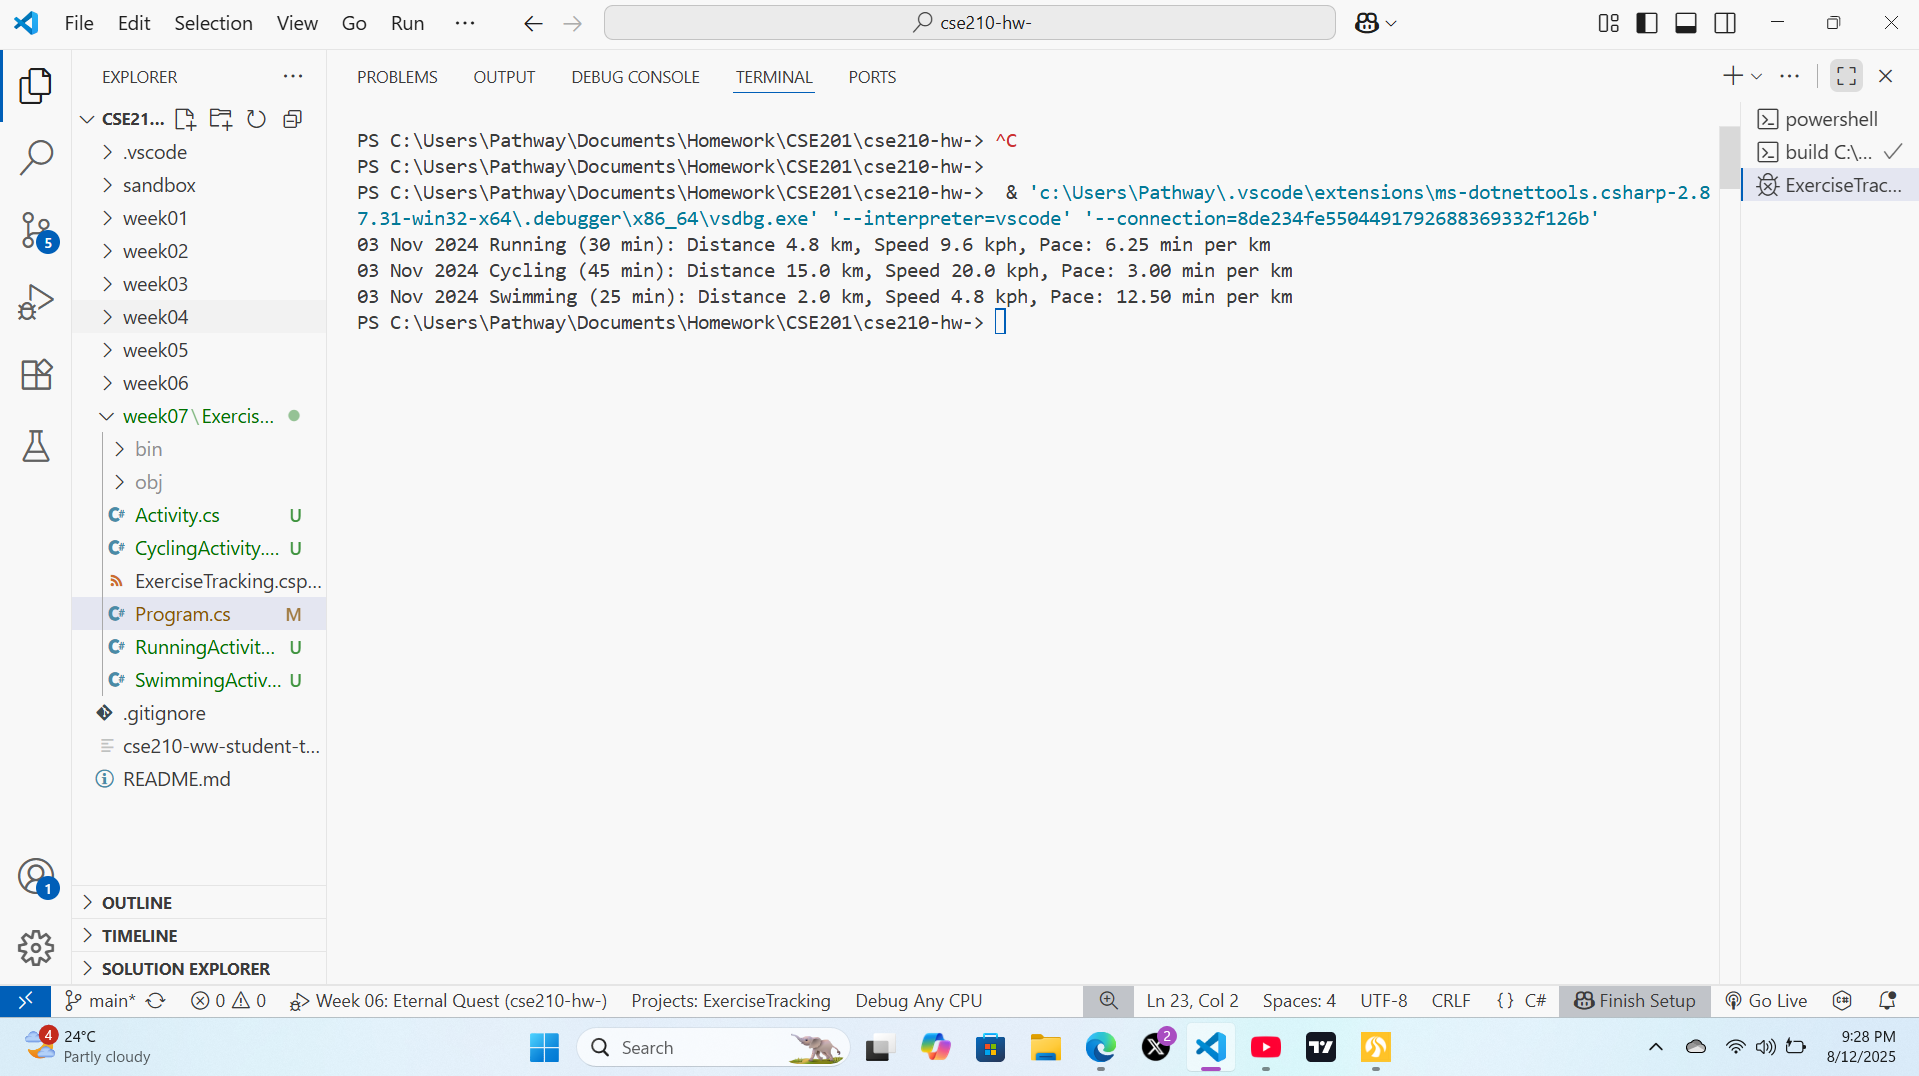 File Edit Selection View Go Run ··· cse210-hw-
EXPLORER ···
CSE21...
.vscode
sandbox
week01
week02
week03
week04
week05
week06
week07\Exercis...
bin
obj
C# Activity.cs U
C# CyclingActivity.... U
ExerciseTracking.csp...
C# Program.cs M
C# RunningActivit... U
C# SwimmingActiv... U
.gitignore
cse210-ww-student-t...
README.md
OUTLINE
TIMELINE
SOLUTION EXPLORER
5
1
PROBLEMS OUTPUT DEBUG CONSOLE TERMINAL PORTS
PS C:\Users\Pathway\Documents\Homework\CSE201\cse210-hw-> ^C
PS C:\Users\Pathway\Documents\Homework\CSE201\cse210-hw->
PS C:\Users\Pathway\Documents\Homework\CSE201\cse210-hw->  & 'c:\Users\Pathway\.vscode\extensions\ms-dotnettools.csharp-2.8
7.31-win32-x64\.debugger\x86_64\vsdbg.exe' '--interpreter=vscode' '--connection=8de234fe5504491792688369332f126b'
03 Nov 2024 Running (30 min): Distance 4.8 km, Speed 9.6 kph, Pace: 6.25 min per km
03 Nov 2024 Cycling (45 min): Distance 15.0 km, Speed 20.0 kph, Pace: 3.00 min per km
03 Nov 2024 Swimming (25 min): Distance 2.0 km, Speed 4.8 kph, Pace: 12.50 min per km
PS C:\Users\Pathway\Documents\Homework\CSE201\cse210-hw->
powershell
build C:\...
ExerciseTrac...
main* 0 0 Week 06: Eternal Quest (cse210-hw-) Projects: ExerciseTracking Debug Any CPU Ln 23, Col 2 Spaces: 4 UTF-8 CRLF {} C# Finish Setup Go Live
4 24°C
Partly cloudy
Search
2
9:28 PM
8/12/2025